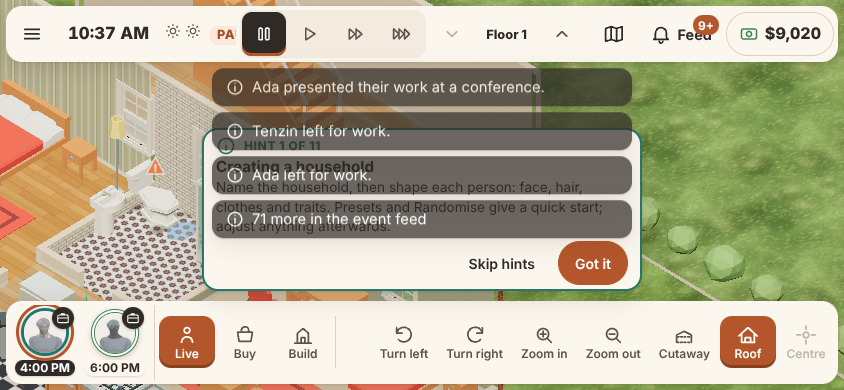 10:37 AM
PA
Floor 1
Feed
9+
$9,020
Ada presented their work at a conference.
Tenzin left for work.
HINT 1 OF 11
Creating a household
Ada left for work.
Name the household, then shape each person: face, hair,
clothes and traits. Presets and Randomise give a quick start;
71 more in the event feed
adjust anything afterwards.
Skip hints
Got it
4:00 PM
6:00 PM
Live
Buy
Build
Turn left
Turn right
Zoom in
Zoom out
Cutaway
Roof
Centre